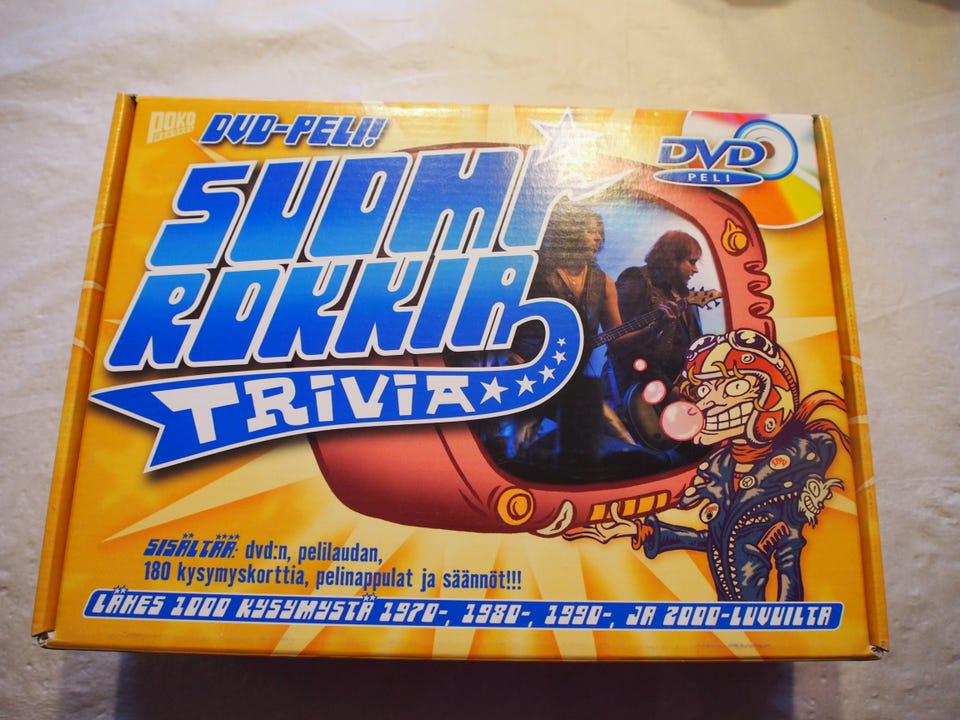 POKO
DVD-PELI!
DVD
PELI
SUOMI
ROKKIA
TRIVIA
SISÄLTÄÄ: dvd:n, pelilaudan,
180 kysymyskorttia, pelinappulat ja säännöt!!!
LÄHES 1000 KYSYMYSTÄ 1970-, 1980-, 1990-, JA 2000-LUVUILTA